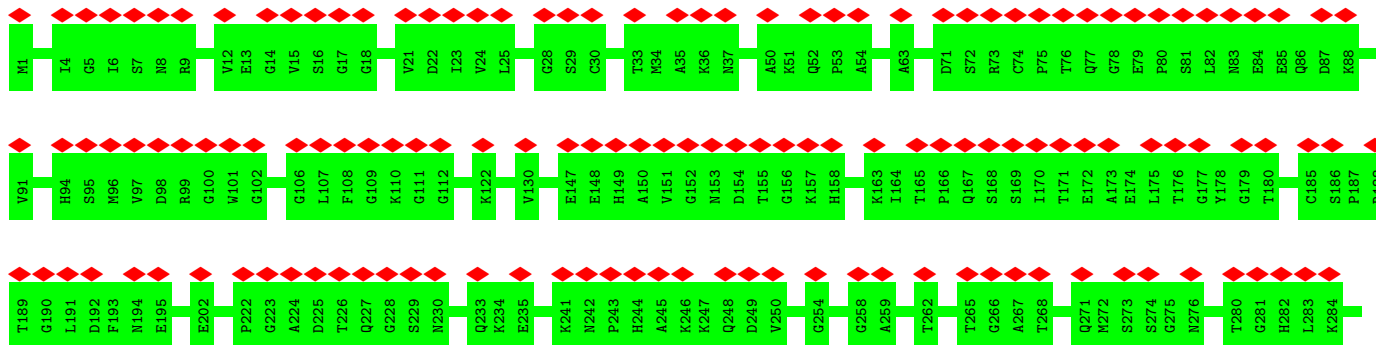 M1 I4 G5 I6 S7 N8 R9 V12 E13 G14 V15 S16 G17 G18 V21 D22 I23 V24 L25 G28 S29 C30 T33 M34 A35 K36 N37 A50 K51 Q52 P53 A54 A63 D71 S72 R73 C74 P75 T76 Q77 G78 E79 P80 S81 L82 N83 E84 E85 Q86 D87 K88
V91 H94 S95 M96 V97 D98 R99 G100 W101 G102 G106 L107 F108 G109 K110 G111 G112 K122 V130 E147 E148 H149 A150 V151 G152 N153 D154 T155 G156 K157 H158 K163 I164 T165 P166 Q167 S168 S169 I170 T171 E172 A173 E174 L175 T176 G177 Y178 G179 T180 C185 S186 P187
T189 G190 L191 D192 F193 N194 E195 E202 P222 G223 A224 D225 T226 Q227 G228 S229 N230 Q233 K234 E235 K241 N242 P243 H244 A245 K246 K247 Q248 D249 V250 G254 G258 A259 T262 T265 G266 A267 T268 Q271 M272 S273 S274 G275 N276 T280 G281 H282 L283 K284